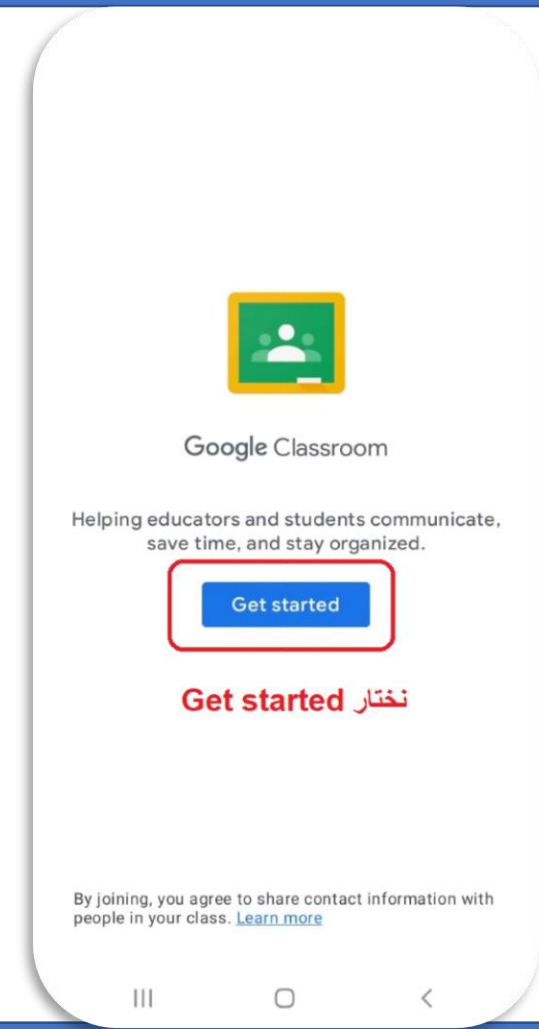 Google Classroom
Helping educators and students communicate,
save time, and stay organized.
Get started
نختار Get started
By joining, you agree to share contact information with
people in your class. Learn more